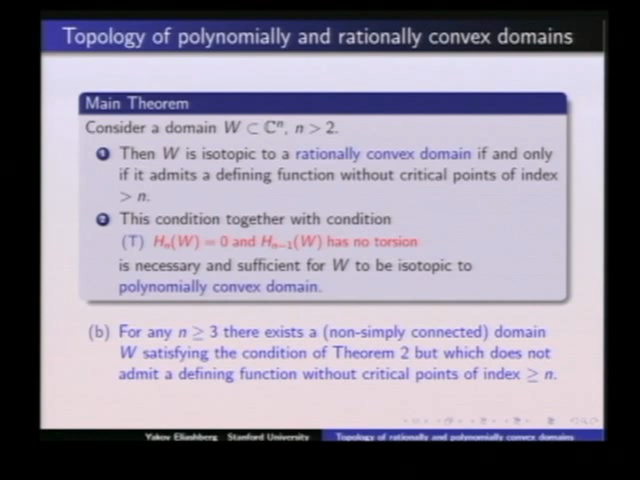 Topology of polynomially and rationally convex domains
Main Theorem
Consider a domain W ⊂ ℂⁿ, n > 2.
1 Then W is isotopic to a rationally convex domain if and only
if it admits a defining function without critical points of index
> n.
2 This condition together with condition
(T) Hₙ(W) = 0 and Hₙ₋₁(W) has no torsion
is necessary and sufficient for W to be isotopic to
polynomially convex domain.
(b) For any n ≥ 3 there exists a (non-simply connected) domain
W satisfying the condition of Theorem 2 but which does not
admit a defining function without critical points of index ≥ n.
Yakov Eliashberg Stanford University
Topology of rationally and polynomially convex domains